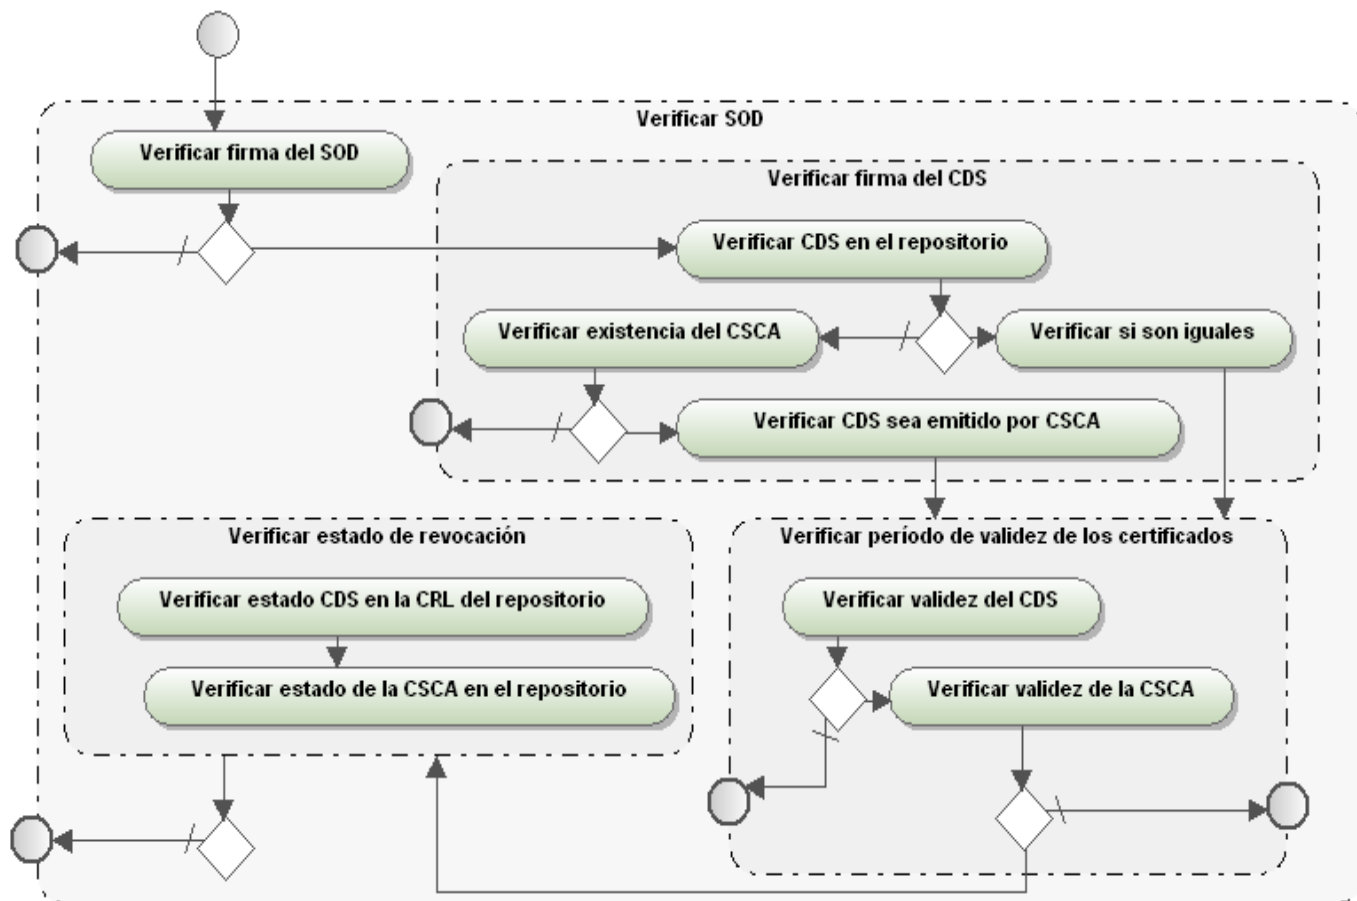 Verificar SOD
Verificar firma del SOD
Verificar firma del CDS
Verificar CDS en el repositorio
Verificar existencia del CSCA
Verificar si son iguales
Verificar CDS sea emitido por CSCA
Verificar estado de revocación
Verificar período de validez de los certificados
Verificar estado CDS en la CRL del repositorio
Verificar validez del CDS
Verificar estado de la CSCA en el repositorio
Verificar validez de la CSCA